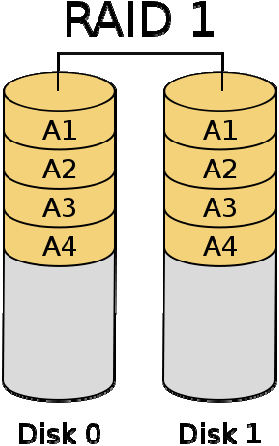 RAID 1
A1 A1
A2 A2
A3 A3
A4 A4
Disk 0 Disk 1